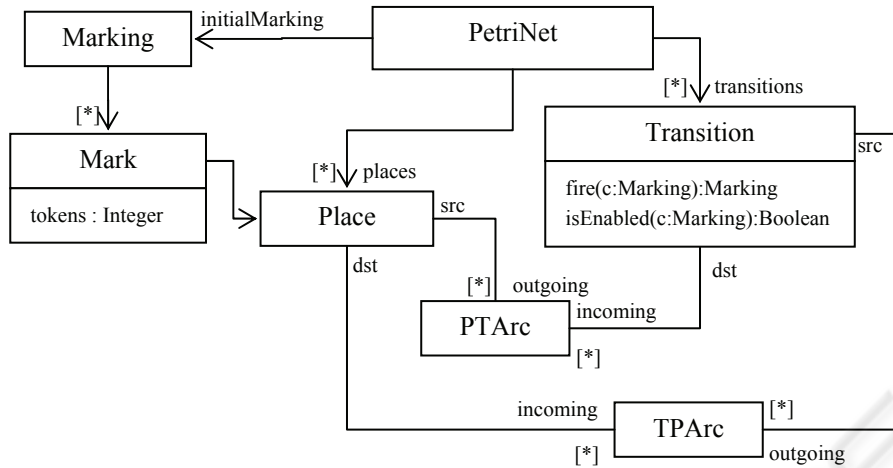 initialMarking
Marking
PetriNet
[*]
[*] transitions
Mark
tokens : Integer
Transition
src
fire(c:Marking):Marking
isEnabled(c:Marking):Boolean
[*] places
Place
src
dst
dst
[*] outgoing
incoming
PTArc
[*]
incoming
[*]
TPArc
[*]
outgoing